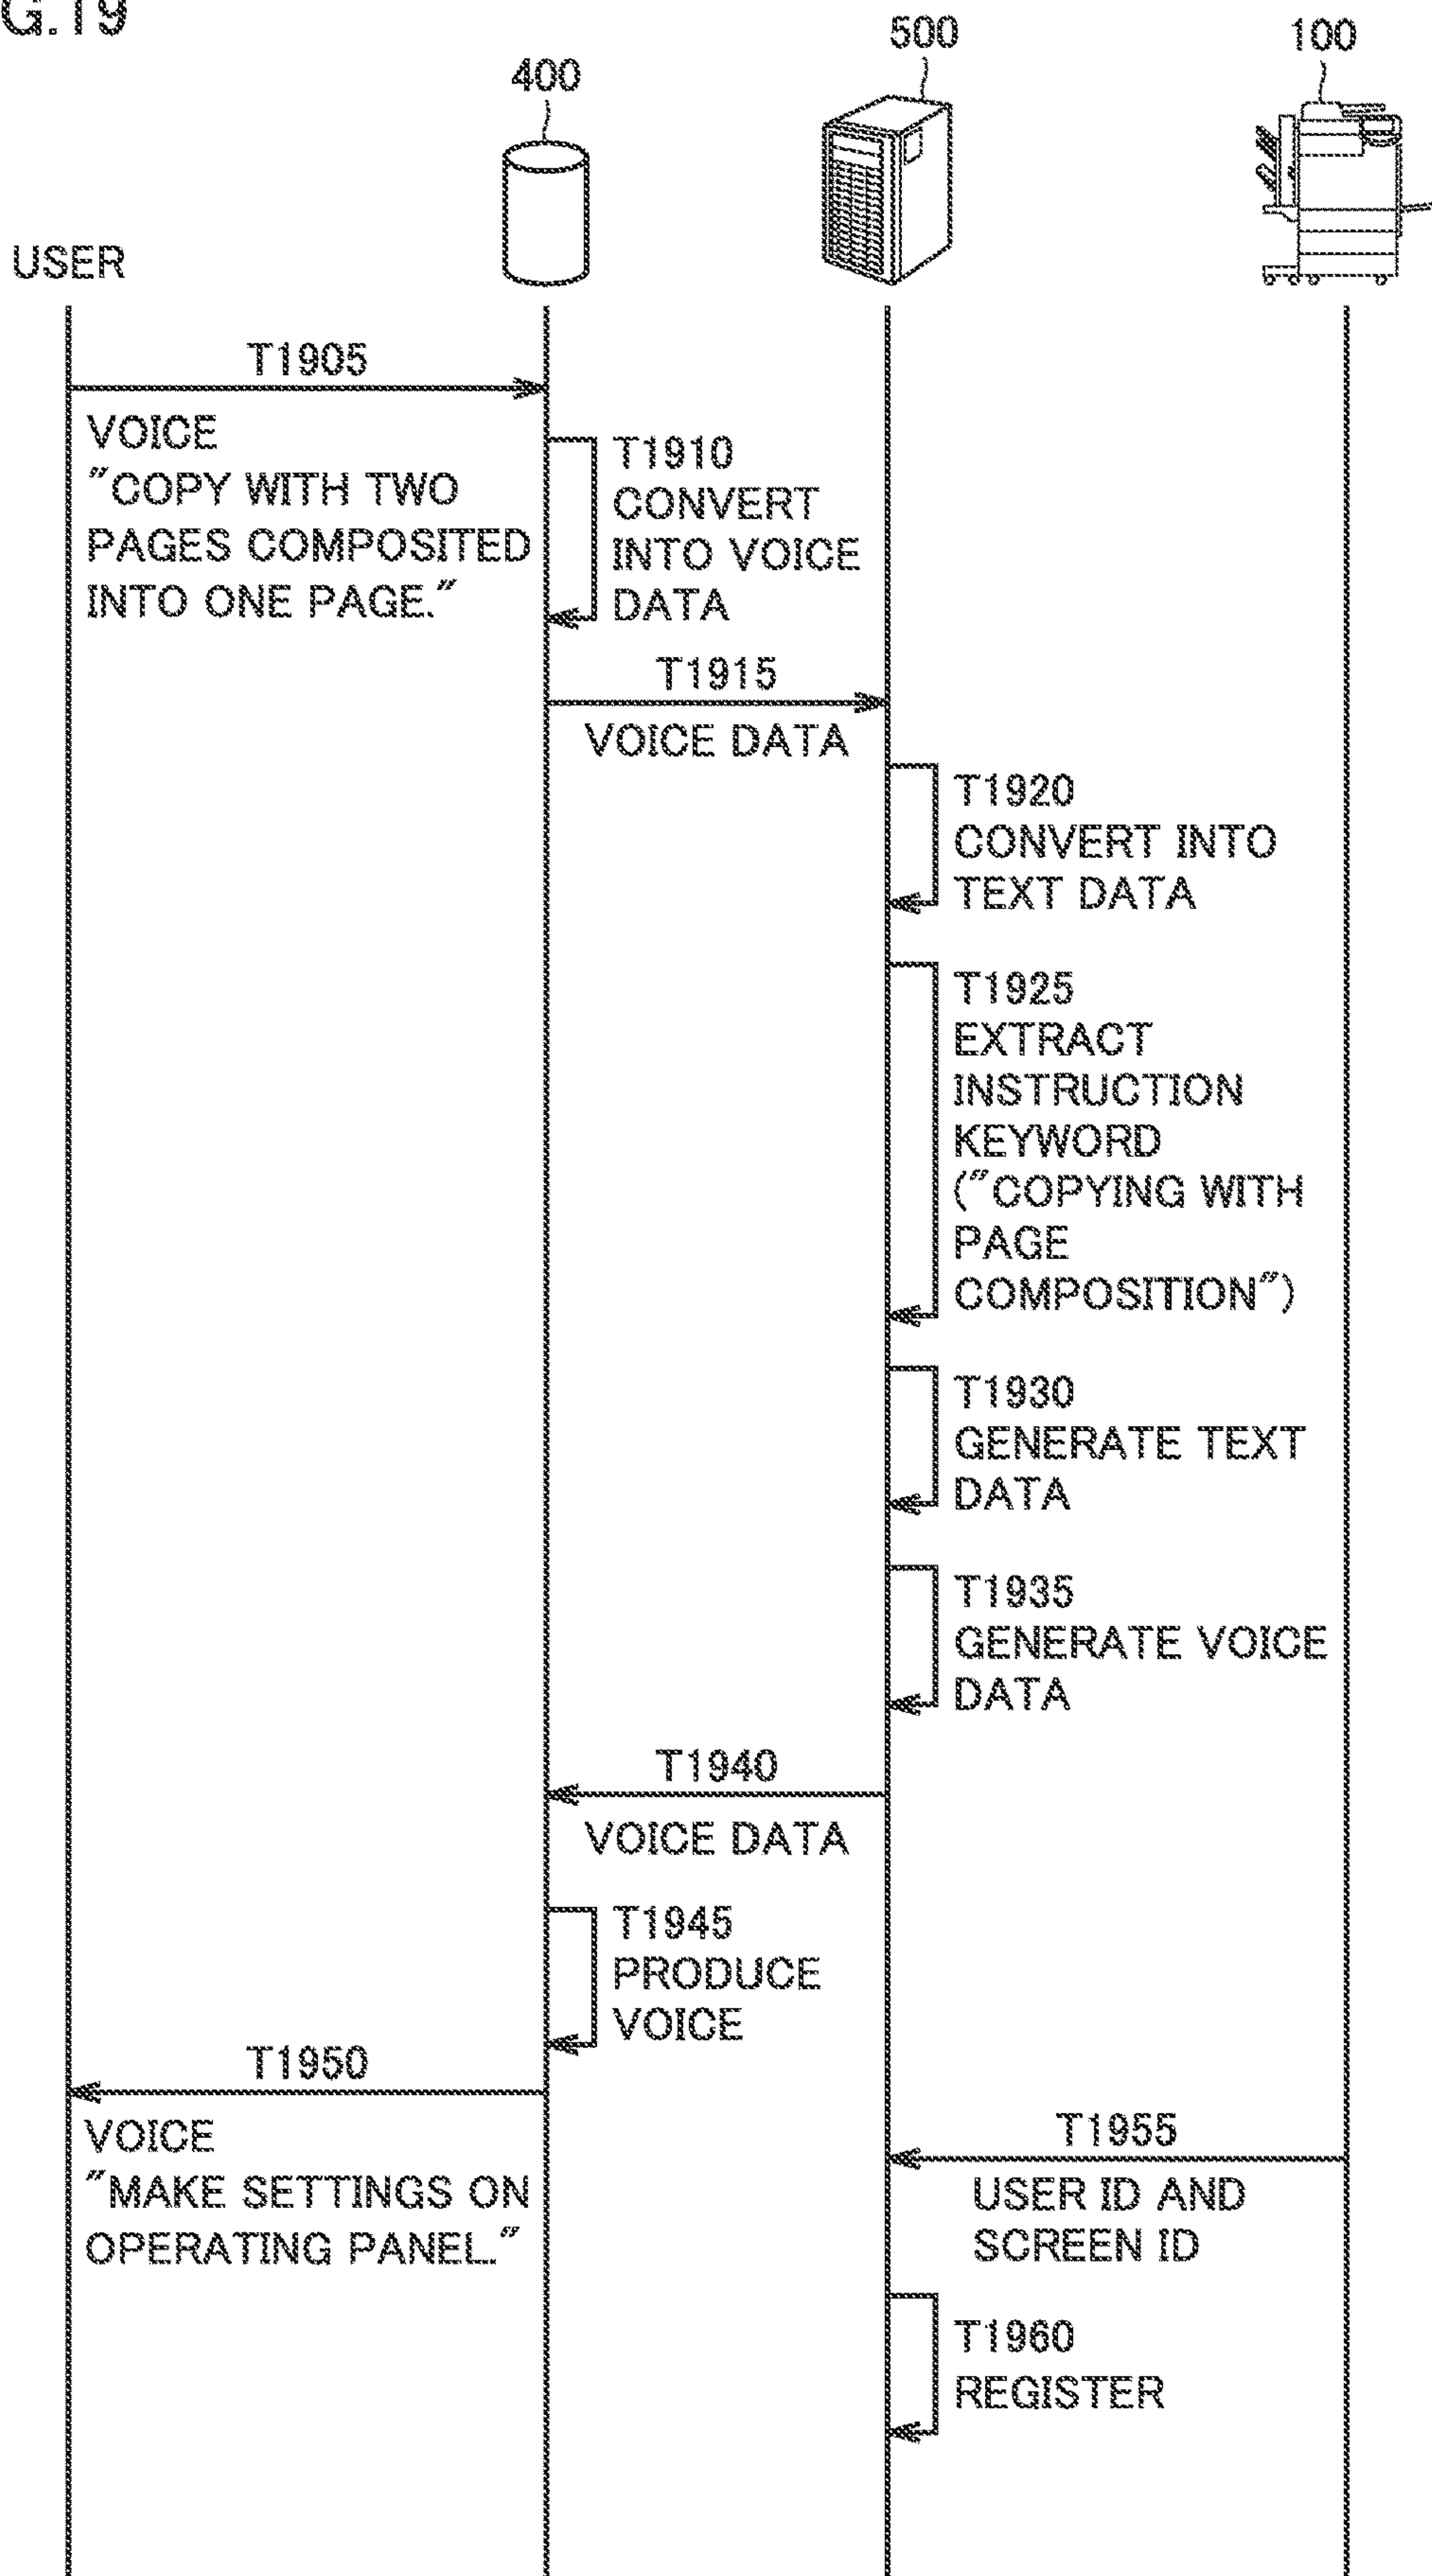 G.19
500
100
400
USER
T1905
VOICE
"COPY WITH TWO
PAGES COMPOSITED
INTO ONE PAGE."
T1910
CONVERT
INTO VOICE
DATA
T1915
VOICE DATA
T1920
CONVERT INTO
TEXT DATA
T1925
EXTRACT
INSTRUCTION
KEYWORD
("COPYING WITH
PAGE
COMPOSITION")
T1930
GENERATE TEXT
DATA
T1935
GENERATE VOICE
DATA
T1940
VOICE DATA
T1945
PRODUCE
VOICE
T1950
VOICE
"MAKE SETTINGS ON
OPERATING PANEL."
T1955
USER ID AND
SCREEN ID
T1960
REGISTER